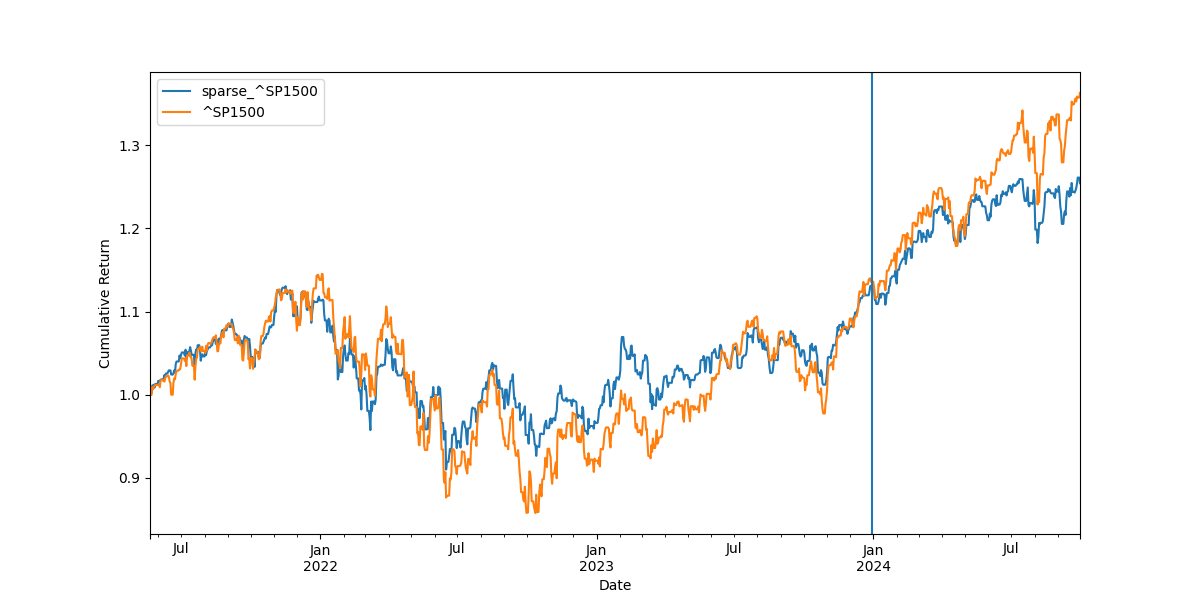 sparse_^SP1500
^SP1500
Cumulative Return
1.3
1.2
1.1
1.0
0.9
Jul
Jan
2022
Jul
Jan
2023
Jul
Jan
2024
Jul
Date